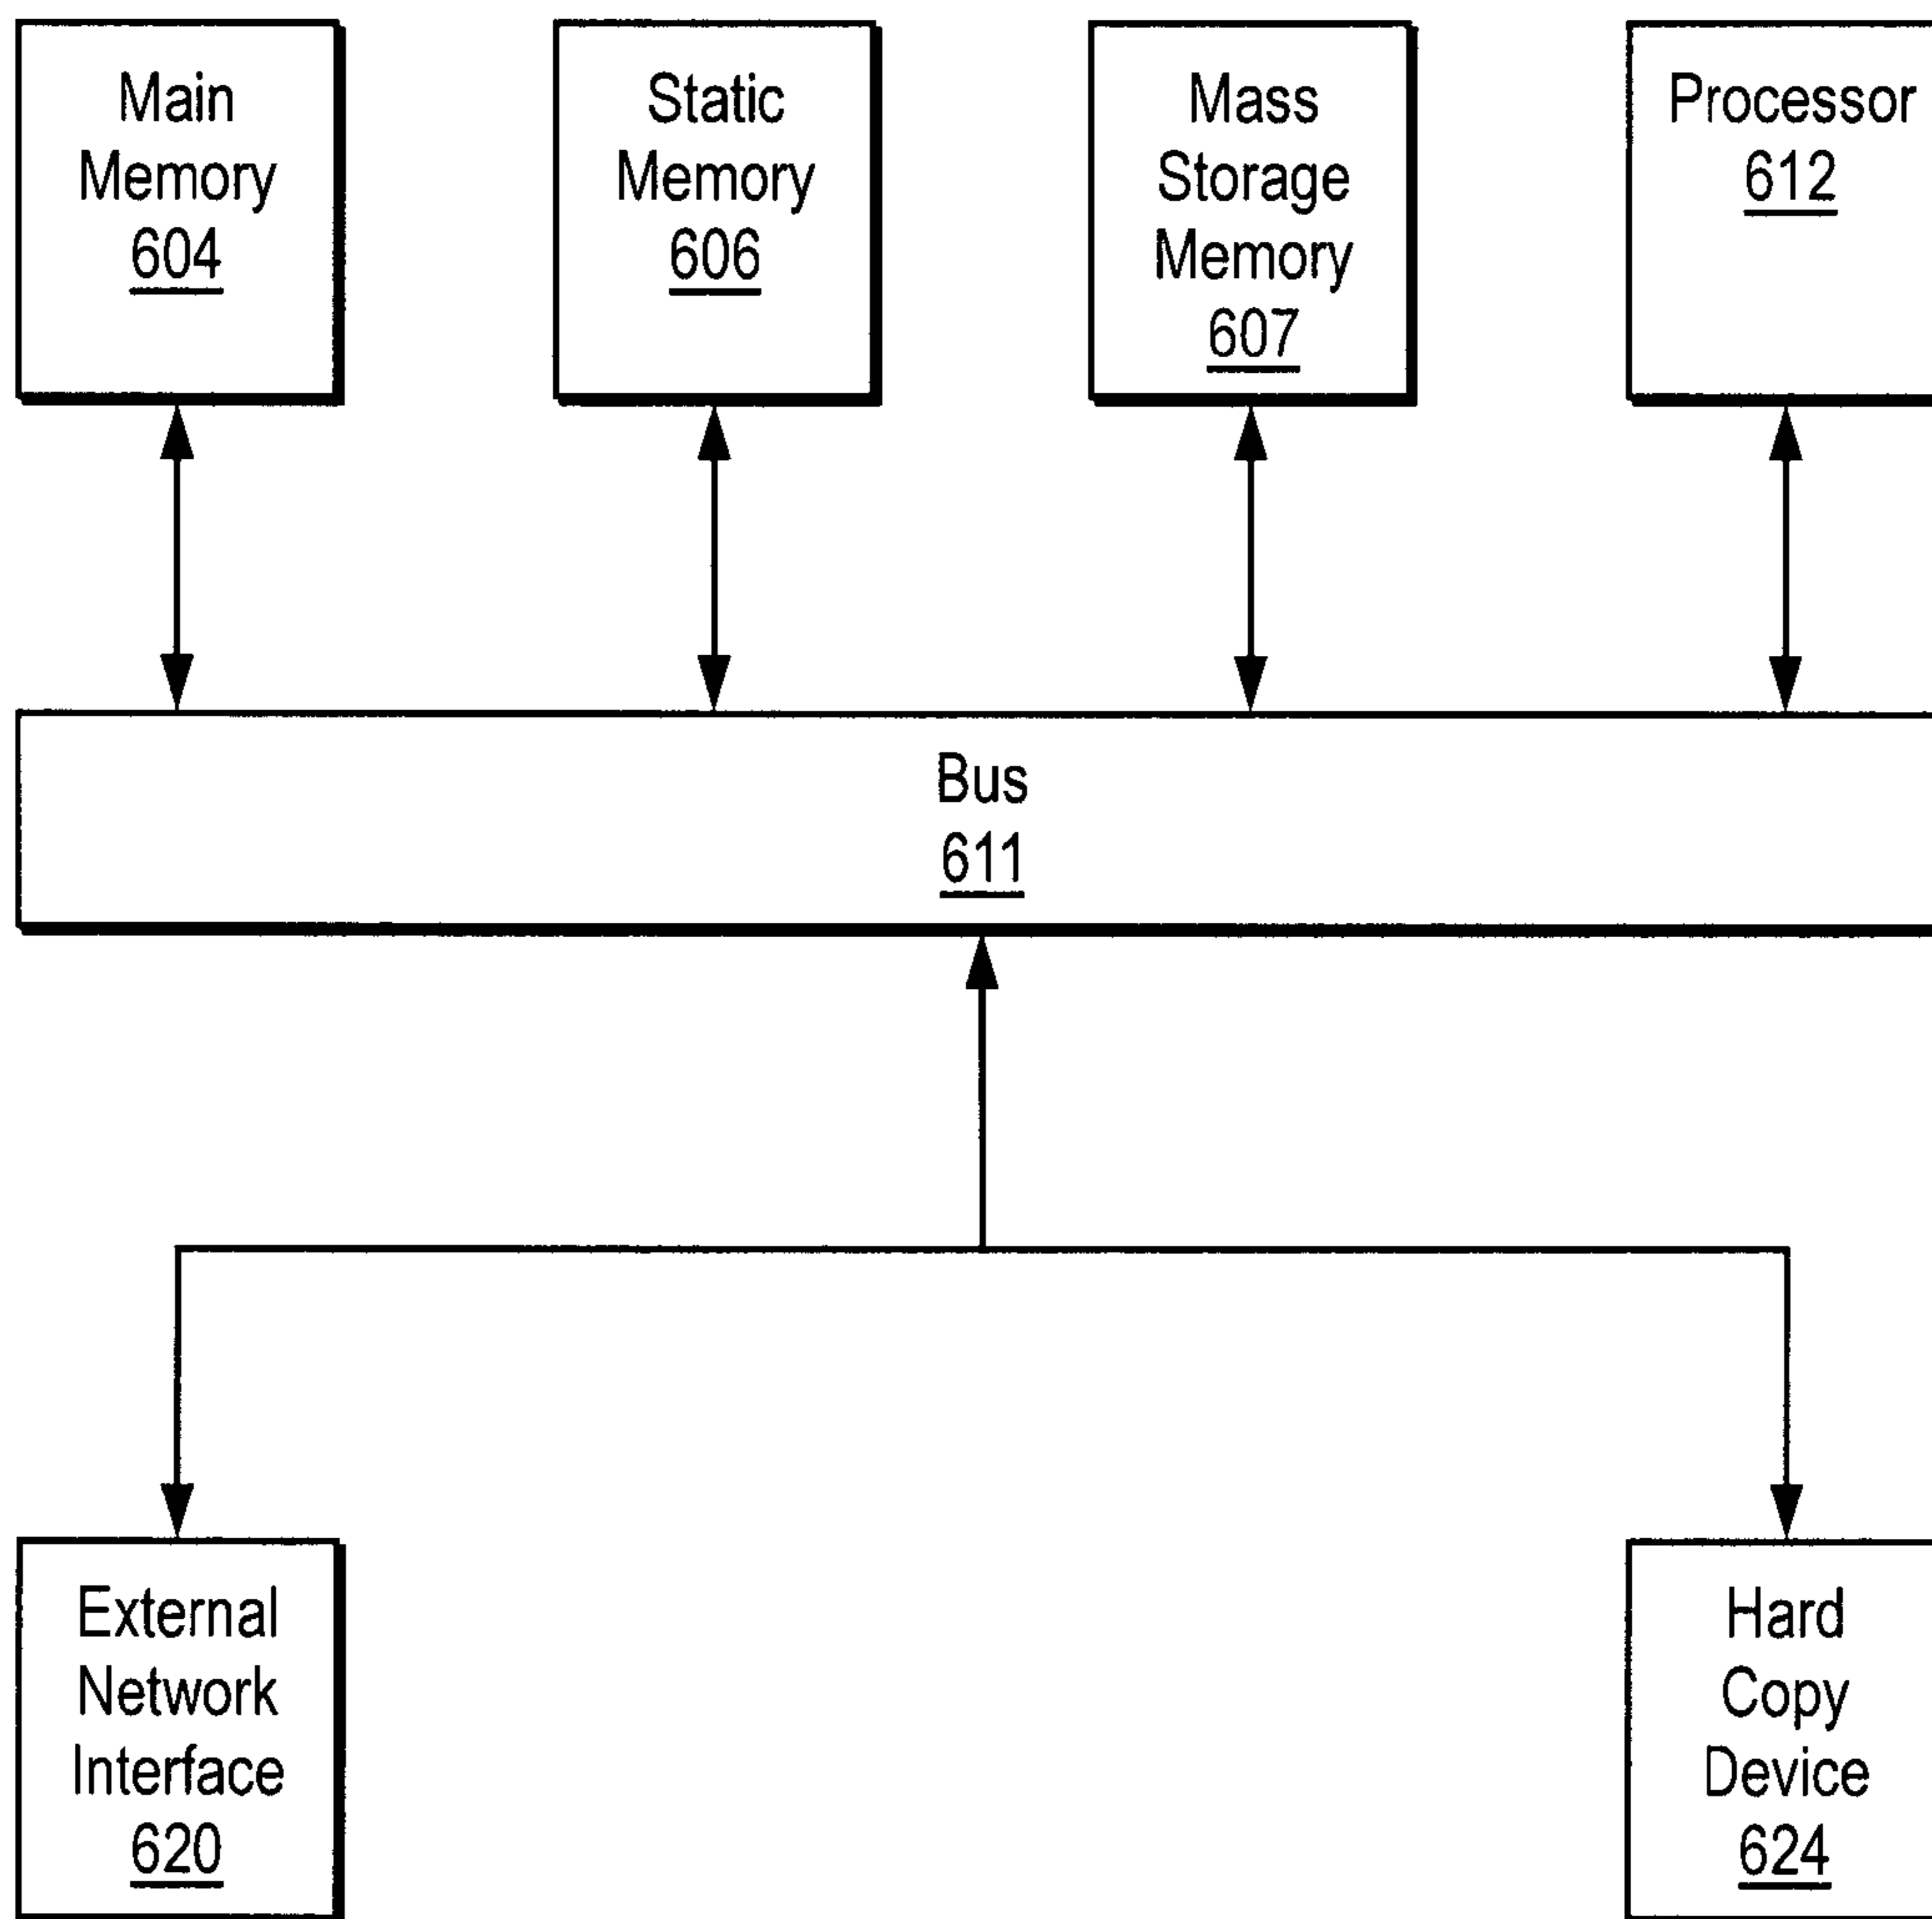 Main
Memory
604
Static
Memory
606
Mass
Storage
Memory
607
Processor
612
Bus
611
External
Network
Interface
620
Hard
Copy
Device
624